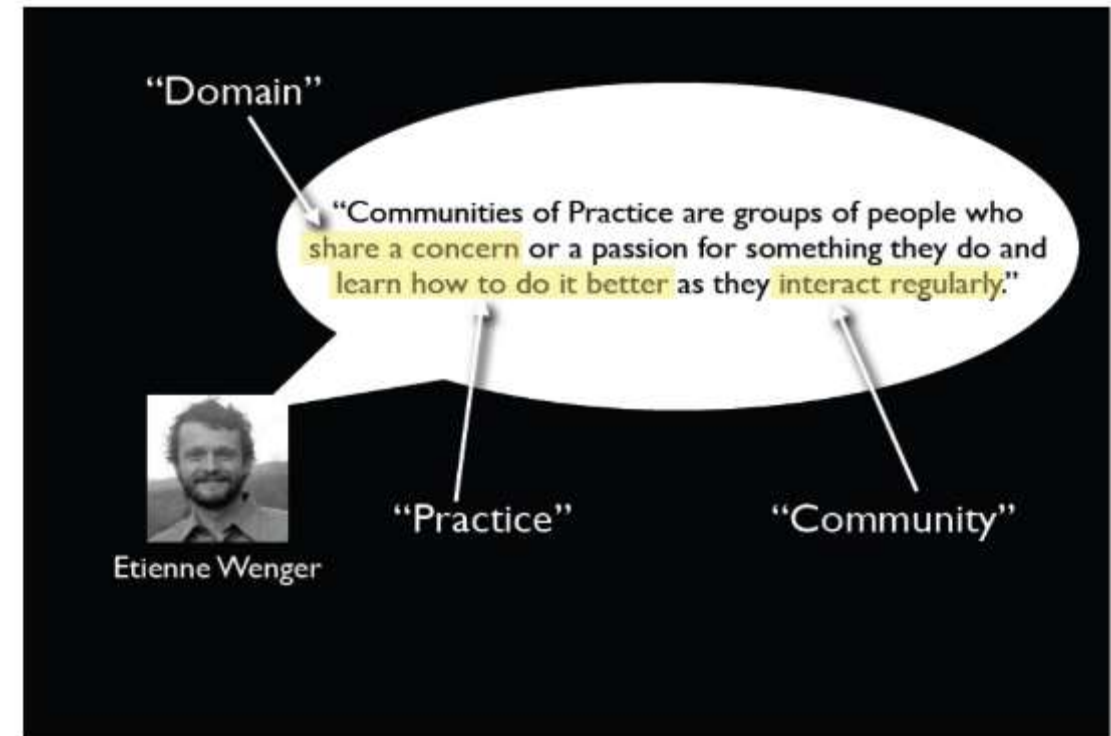 “Domain”
“Communities of Practice are groups of people who
share a concern or a passion for something they do and
learn how to do it better as they interact regularly.”
“Practice”
“Community”
Etienne Wenger